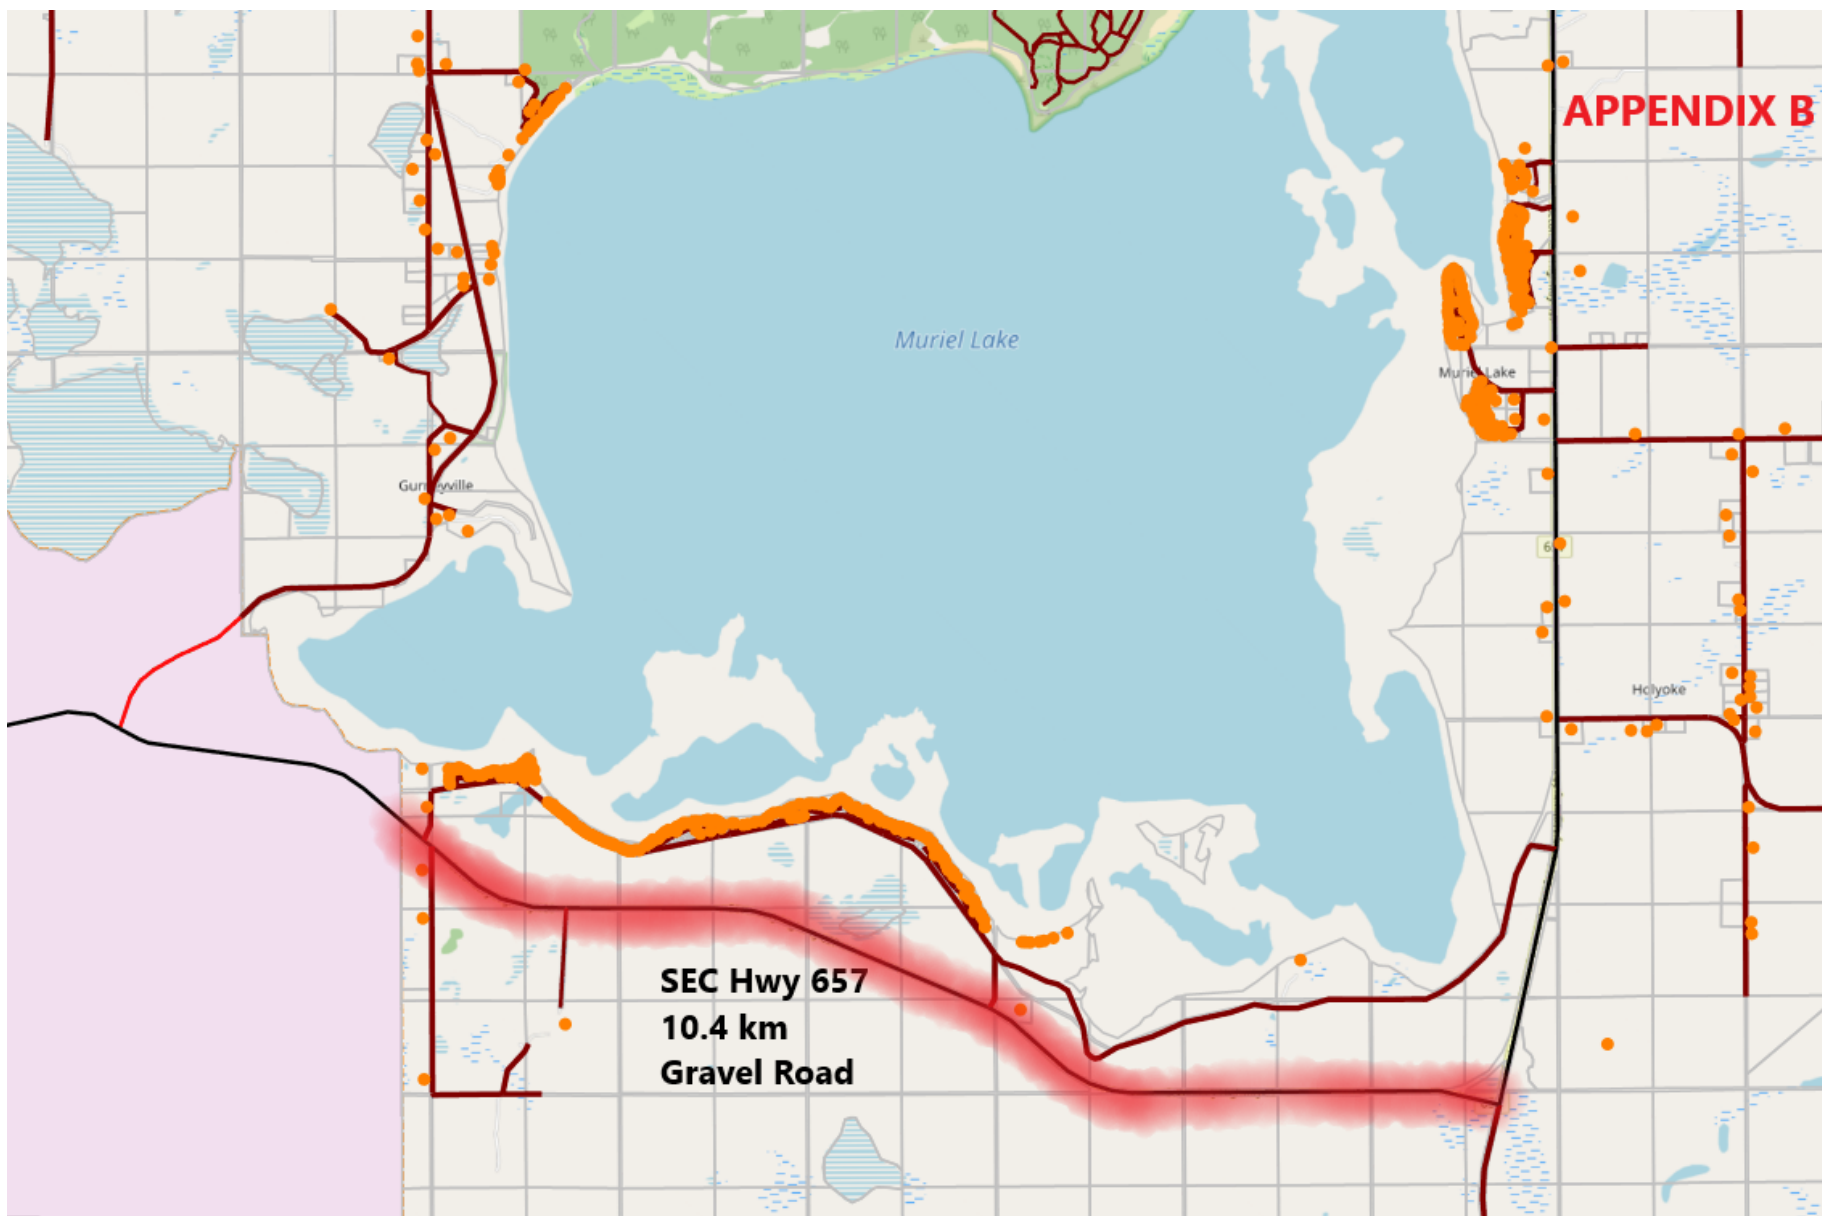 APPENDIX B
Muriel Lake
Muriel Lake
Holyoke
SEC Hwy 657
10.4 km
Gravel Road